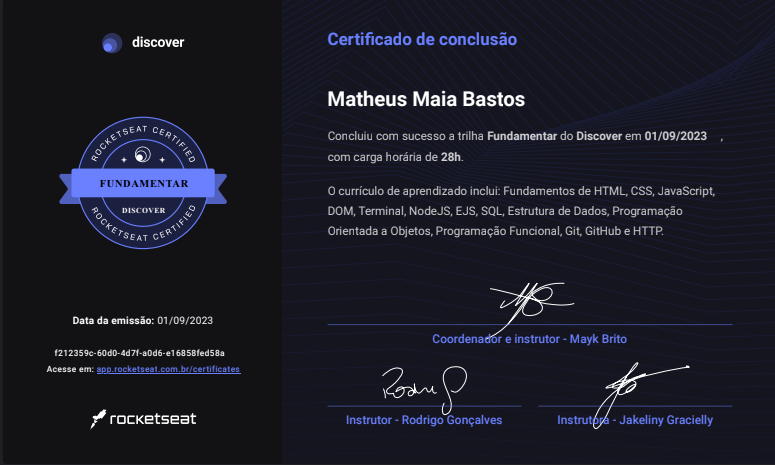 discover
ROCKETSEAT CERTIFIED
FUNDAMENTAR
DISCOVER
ROCKETSEAT CERTIFIED
Data da emissão: 01/09/2023
f212359c-60d0-4d7f-a0d6-e16858fed58a
Acesse em: app.rocketseat.com.br/certificates
rocketseat
Certificado de conclusão
Matheus Maia Bastos
Concluiu com sucesso a trilha Fundamentar do Discover em 01/09/2023 ,
com carga horária de 28h.
O currículo de aprendizado inclui: Fundamentos de HTML, CSS, JavaScript,
DOM, Terminal, NodeJS, EJS, SQL, Estrutura de Dados, Programação
Orientada a Objetos, Programação Funcional, Git, GitHub e HTTP.
Coordenador e instrutor - Mayk Brito
Rodrigo
Instrutor - Rodrigo Gonçalves
Instrutora - Jakeliny Gracielly